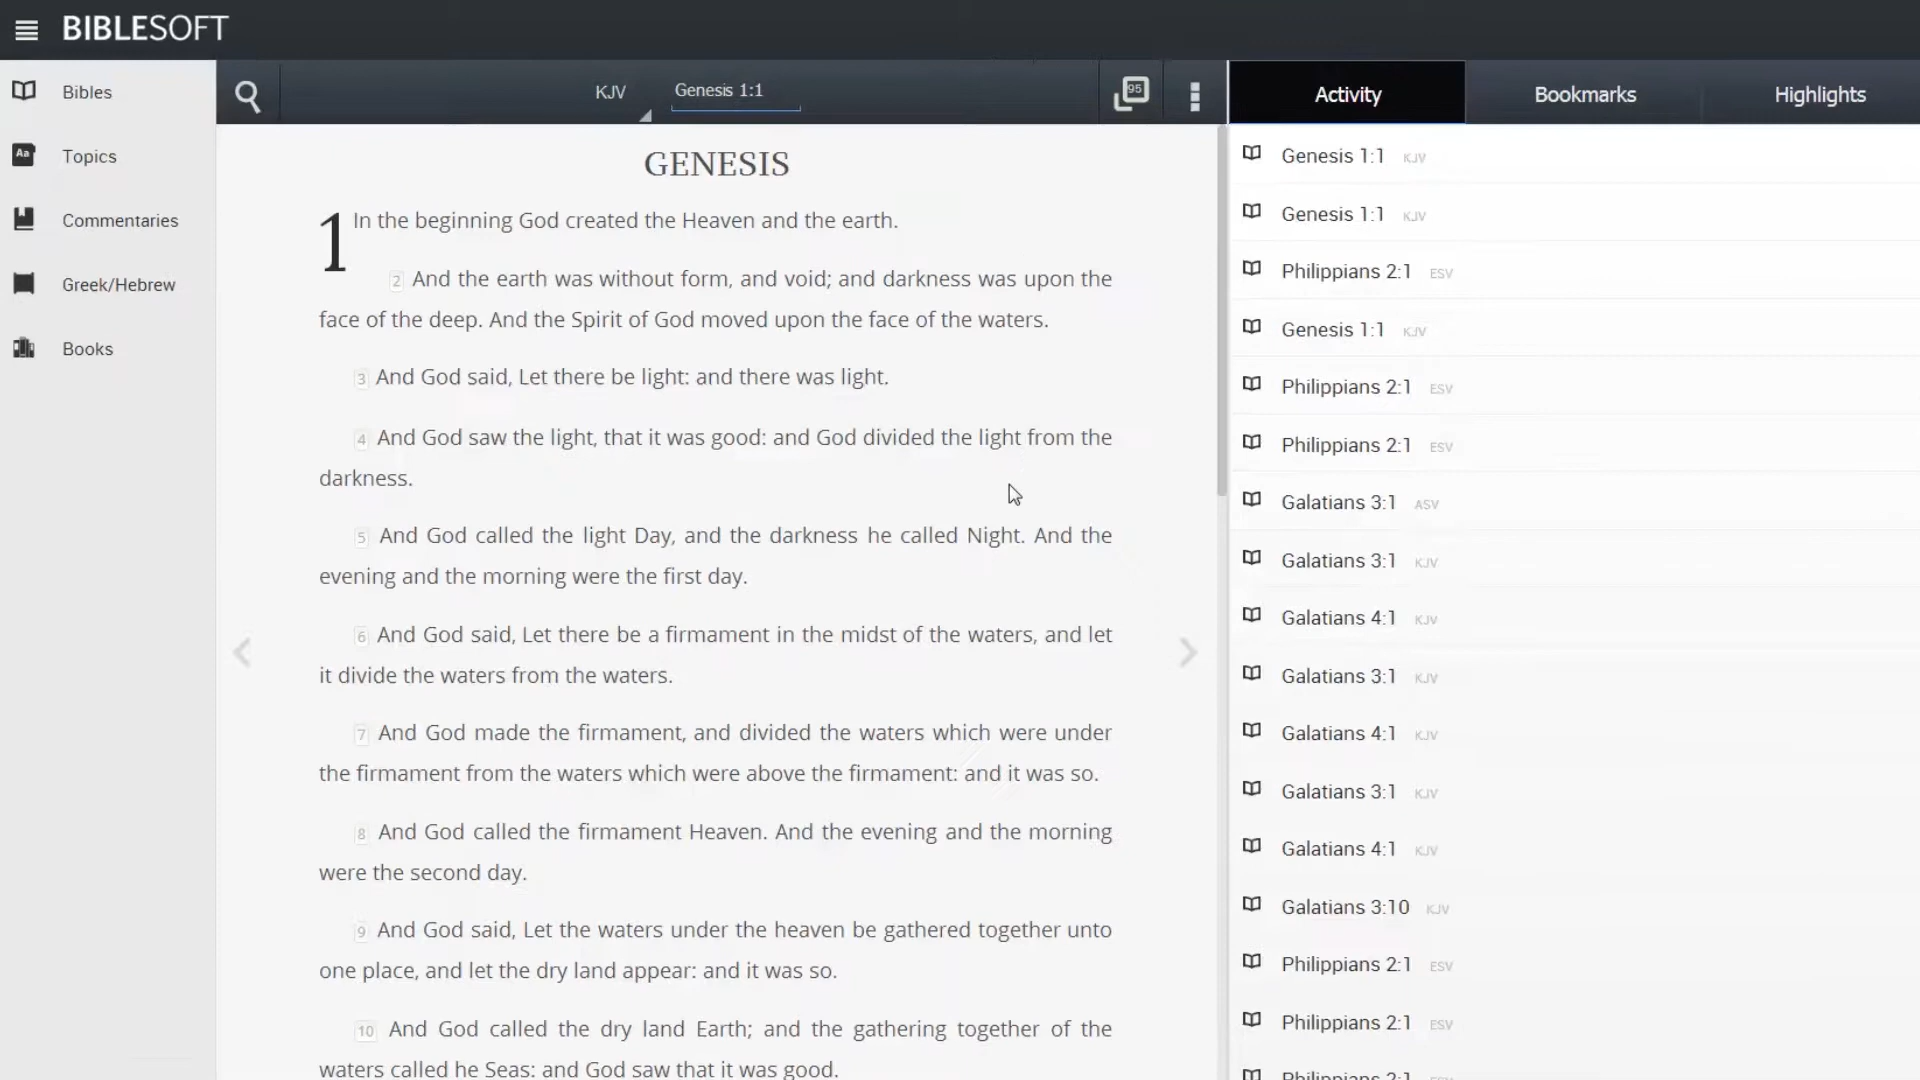 BIBLESOFT
Bibles
Topics
Commentaries
Greek/Hebrew
Books
KJV
Genesis 1:1
95
GENESIS
1 In the beginning God created the Heaven and the earth.
2 And the earth was without form, and void; and darkness was upon the
face of the deep. And the Spirit of God moved upon the face of the waters.
3 And God said, Let there be light: and there was light.
4 And God saw the light, that it was good: and God divided the light from the
darkness.
5 And God called the light Day, and the darkness he called Night. And the
evening and the morning were the first day.
6 And God said, Let there be a firmament in the midst of the waters, and let
it divide the waters from the waters.
7 And God made the firmament, and divided the waters which were under
the firmament from the waters which were above the firmament: and it was so.
8 And God called the firmament Heaven. And the evening and the morning
were the second day.
9 And God said, Let the waters under the heaven be gathered together unto
one place, and let the dry land appear: and it was so.
10 And God called the dry land Earth; and the gathering together of the
waters called he Seas: and God saw that it was good.
Activity
Bookmarks
Highlights
Genesis 1:1 KJV
Genesis 1:1 KJV
Philippians 2:1 ESV
Genesis 1:1 KJV
Philippians 2:1 ESV
Philippians 2:1 ESV
Galatians 3:1 ASV
Galatians 3:1 KJV
Galatians 4:1 KJV
Galatians 3:1 KJV
Galatians 4:1 KJV
Galatians 3:1 KJV
Galatians 4:1 KJV
Galatians 3:10 KJV
Philippians 2:1 ESV
Philippians 2:1 ESV
Philippians 2:1 ESV